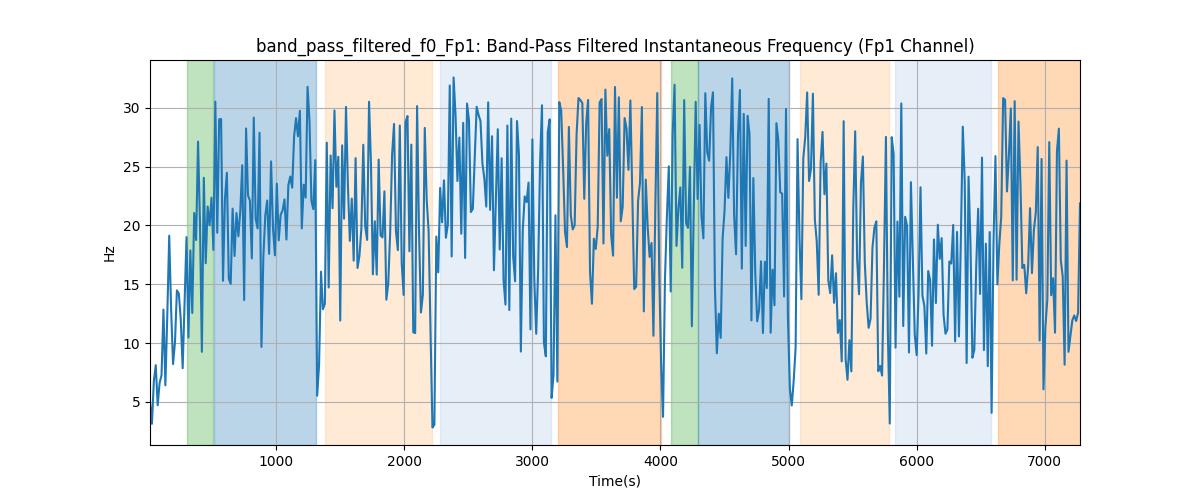 band_pass_filtered_f0_Fp1: Band-Pass Filtered Instantaneous Frequency (Fp1 Channel)
30
25
20
15
10
5
Hz
1000 2000 3000 4000 5000 6000 7000
Time(s)